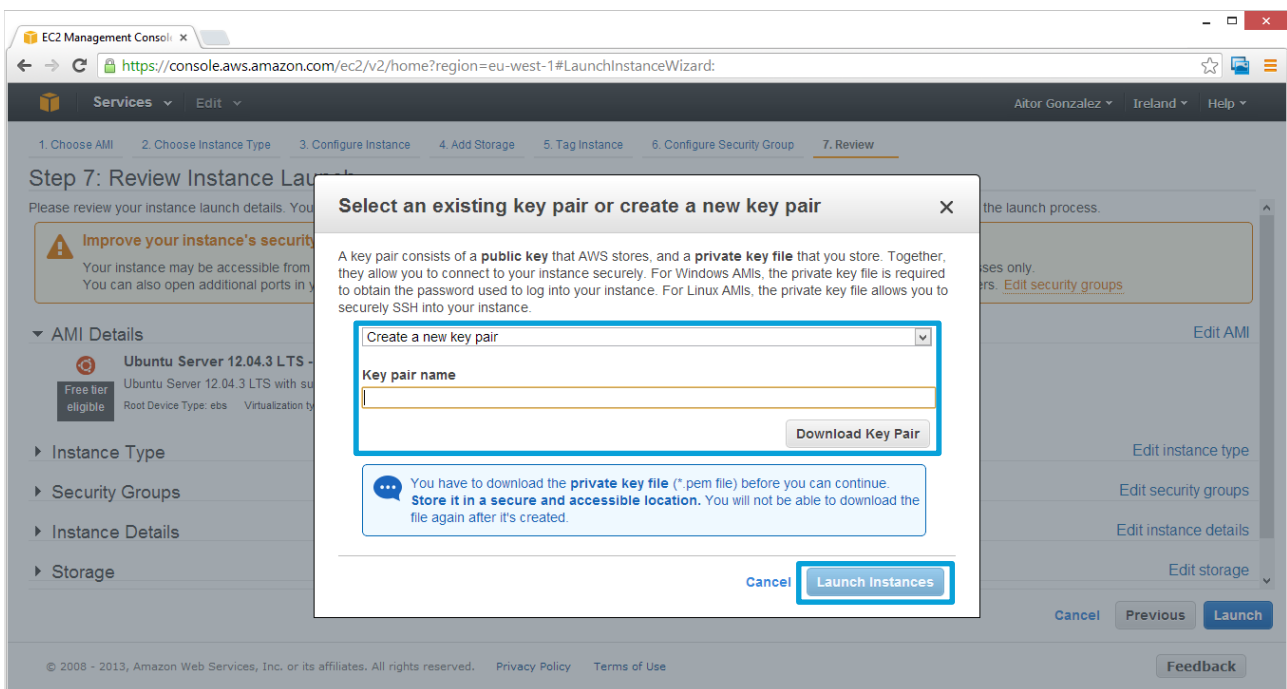 EC2 Management Consol
https://console.aws.amazon.com/ec2/v2/home?region=eu-west-1#LaunchInstanceWizard:
Services Edit Aitor Gonzalez Ireland Help
1. Choose AMI 2. Choose Instance Type 3. Configure Instance 4. Add Storage 5. Tag Instance 6. Configure Security Group 7. Review
Step 7: Review Instance
Please review your instance launch details. You the launch process.
Improve your instance's security
Your instance may be accessible from sses only.
You can also open additional ports in y rs. Edit security groups
AMI Details Edit AMI
Ubuntu Server 12.04.3 LTS -
Free tier eligible
Ubuntu Server 12.04.3 LTS with su
Root Device Type: ebs Virtualization ty
Instance Type Edit instance type
Security Groups Edit security groups
Instance Details Edit instance details
Storage Edit storage
Select an existing key pair or create a new key pair
A key pair consists of a public key that AWS stores, and a private key file that you store. Together,
they allow you to connect to your instance securely. For Windows AMIs, the private key file is required
to obtain the password used to log into your instance. For Linux AMIs, the private key file allows you to
securely SSH into your instance.
Create a new key pair
Key pair name
Download Key Pair
You have to download the private key file (*.pem file) before you can continue.
Store it in a secure and accessible location. You will not be able to download the
file again after it's created.
Cancel Launch Instances
Cancel Previous Launch
© 2008 - 2013, Amazon Web Services, Inc. or its affiliates. All rights reserved. Privacy Policy Terms of Use Feedback